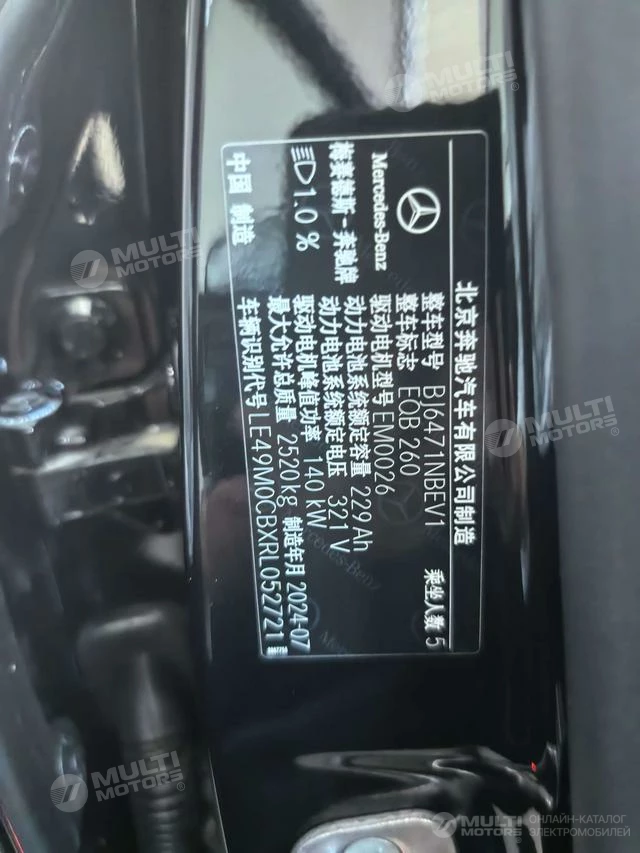 北京奔驰汽车有限公司制造
Mercedes-Benz
梅赛德斯-奔驰牌
1.0 %
中国 制造
整车型号 BJ6471NBEV1 乘坐人数 5
整车标志 EQB 260
驱动电机型号 EM0026
动力电池系统额定容量 229 Ah
动力电池系统额定电压 321 V
驱动电机峰值功率 140 kW
最大允许总质量 2520 kg 制造年月 2024-07
车辆识别代号 LE49M0CBXRL052721
MULTI
MOTORS
MULTI
MOTORS
MULTI
MOTORS
MULTI
MOTORS
MULTI
MOTORS
ОНЛАЙН-КАТАЛОГ
ЭЛЕКТРОМОБИЛЕЙ